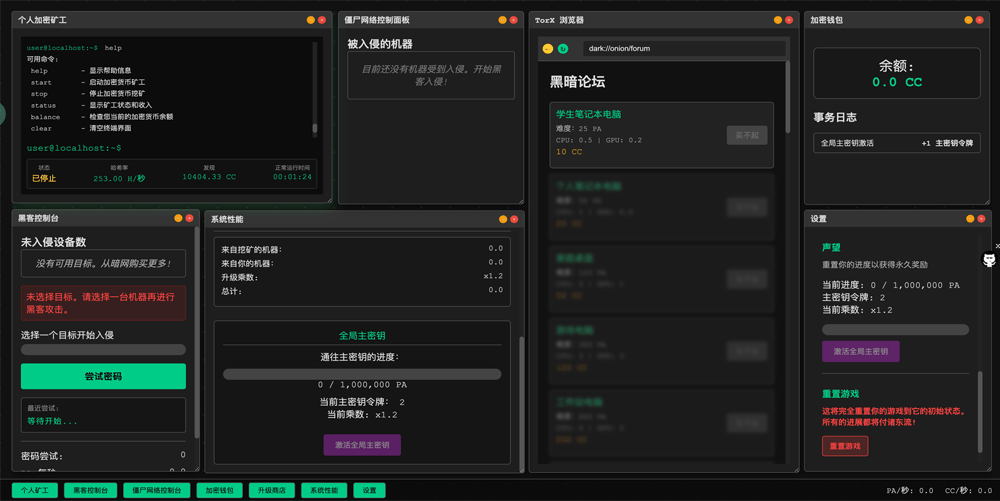 个人加密矿工
user@localhost:~$ help
可用命令:
help - 显示帮助信息
start - 启动加密货币矿工
stop - 停止加密货币挖矿
status - 显示矿工状态和收入
balance - 检查您当前的加密货币余额
clear - 清空终端界面
user@localhost:~$
状态 哈希率 发现 正常运行时间
已停止 253.00 H/秒 10404.33 CC 00:01:24
僵尸网络控制面板
被入侵的机器
目前还没有机器受到入侵。开始黑
客入侵!
TorX 浏览器
dark://onion/forum
黑暗论坛
学生笔记本电脑
难度: 25 PA
CPU: 0.5 | GPU: 0.2
10 CC
买不起
加密钱包
余额:
0.0 CC
事务日志
全局主密钥激活 +1 主密钥令牌
黑客控制台
未入侵设备数
没有可用目标。从暗网购买更多!
未选择目标。请选择一台机器再进行
黑客攻击。
选择一个目标开始入侵
尝试密码
最近尝试:
等待开始...
密码尝试: 0
系统性能
来自挖矿的机器: 0.0
来自你的机器: 0.0
升级乘数: x1.2
总计: 0.0
全局主密钥
通往主密钥的进度:
0 / 1,000,000 PA
当前主密钥令牌: 2
当前乘数: x1.2
激活全局主密钥
设置
声望
重置你的进度以获得永久奖励
当前进度: 0 / 1,000,000 PA
主密钥令牌: 2
当前乘数: x1.2
激活全局主密钥
重置游戏
这将完全重置你的游戏到它的初始状态。
所有的进展都将付诸东流!
重置游戏
个人矿工 黑客控制台 僵尸网络控制台 加密钱包 升级商店 系统性能 设置
PA/秒: 0.0 CC/秒: 0.0